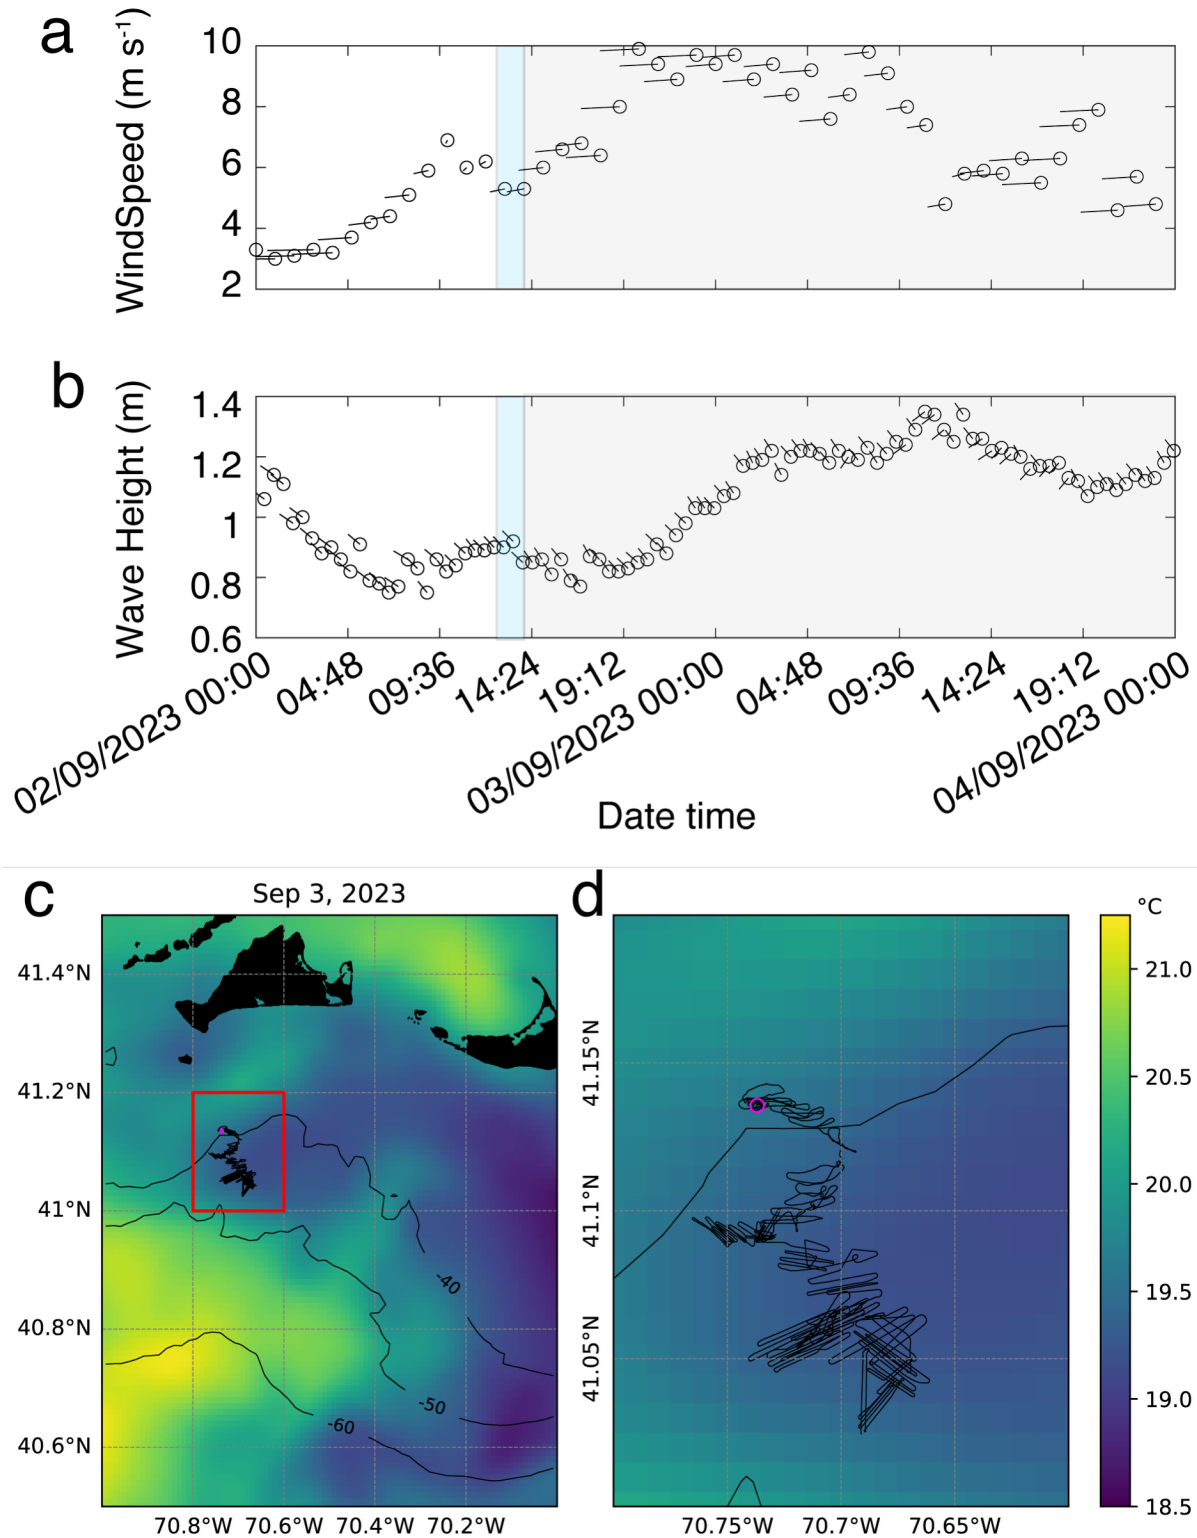 a
WindSpeed (m s-1)
10
8
6
4
2
b
Wave Height (m)
1.4
1.2
1
0.8
0.6
02/09/2023 00:00
04:48
09:36
14:24
19:12
03/09/2023 00:00
04:48
09:36
14:24
19:12
04/09/2023 00:00
Date time
c
Sep 3, 2023
41.4°N
41.2°N
41°N
40.8°N
40.6°N
-40
-50
-60
70.8°W 70.6°W 70.4°W 70.2°W
d
41.15°N
41.1°N
41.05°N
70.75°W 70.7°W 70.65°W
°C
21.0
20.5
20.0
19.5
19.0
18.5